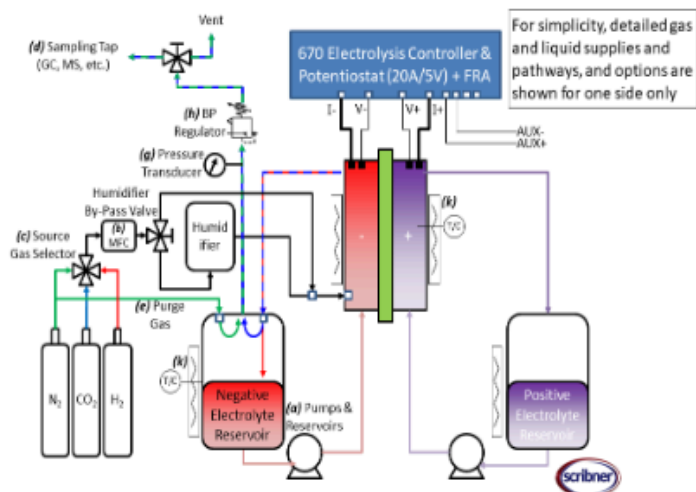 Vent
(d) Sampling Tap
(GC, MS, etc.)
670 Electrolysis Controller &
Potentiostat (20A/5V) + FRA
I-
V-
V+
I+
For simplicity, detailed gas
and liquid supplies and
pathways, and options are
shown for one side only
AUX-
AUX+
(h) BP
Regulator
(g) Pressure
Transducer
Humidifier
By-Pass Valve
(b)
MFC
Humid
ifier
(c) Source
Gas Selector
(k)
T/C
-
+
(e) Purge
Gas
(k)
T/C
N2
CO2
H2
Negative
Electrolyte
Reservoir
(a) Pumps &
Reservoirs
Positive
Electrolyte
Reservoir
scribner